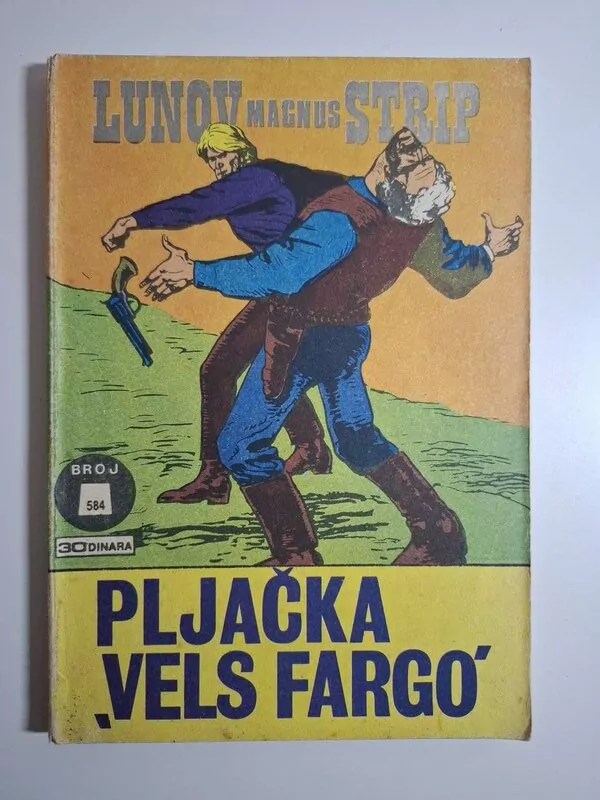 LUNOV MAGNUS STRIP
BROJ
584
30 DINARA
PLJAČKA
‚VELS FARGO‘